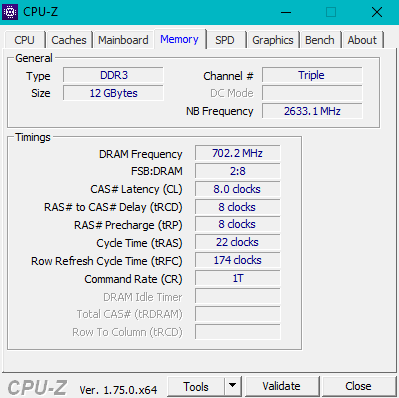 CPU-Z
CPU Caches Mainboard Memory SPD Graphics Bench About
General
Type DDR3 Channel # Triple
Size 12 GBytes DC Mode
NB Frequency 2633.1 MHz
Timings
DRAM Frequency 702.2 MHz
FSB:DRAM 2:8
CAS# Latency (CL) 8.0 clocks
RAS# to CAS# Delay (tRCD) 8 clocks
RAS# Precharge (tRP) 8 clocks
Cycle Time (tRAS) 22 clocks
Row Refresh Cycle Time (tRFC) 174 clocks
Command Rate (CR) 1T
DRAM Idle Timer
Total CAS# (tRDRAM)
Row To Column (tRCD)
CPU-Z Ver. 1.75.0.x64 Tools Validate Close